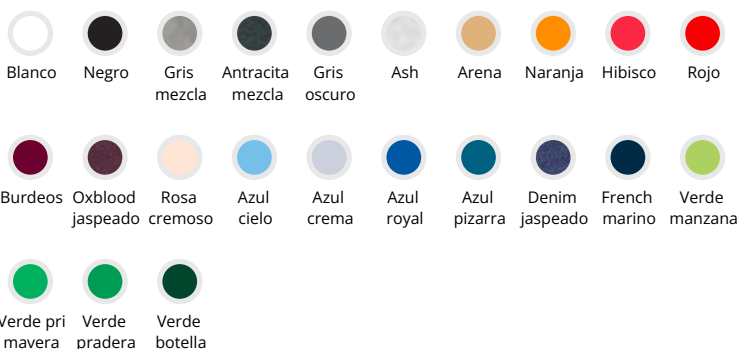 Blanco Negro Gris Antracita Gris Ash Arena Naranja Hibisco Rojo
mezcla mezcla oscuro
Burdeos Oxblood Rosa Azul Azul Azul Azul Denim French Verde
jaspeado cremoso cielo crema royal pizarra jaspeado marino manzana
Verde pri Verde Verde
mavera pradera botella